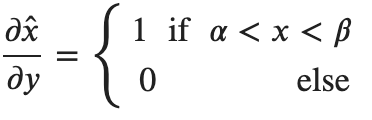 ∂x̂/∂y = { 1 if α < x < β
0 else